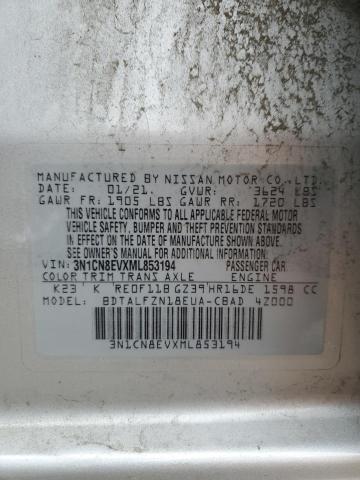 MANUFACTURED BY NISSAN MOTOR CO., LTD.
DATE: 01/21. GVWR: 3624 LBS
GAWR FR: 1905 LBS GAWR RR: 1720 LBS
THIS VEHICLE CONFORMS TO ALL APPLICABLE FEDERAL MOTOR
VEHICLE SAFETY, BUMPER AND THEFT PREVENTION STANDARDS
IN EFFECT ON THE DATE OF MANUFACTURE SHOWN ABOVE.
SEE OWNER'S MANUAL FOR ADDITIONAL INFORMATION.
VIN: 3N1CN8EVXML853194 PASSENGER CAR
COLOR TRIM TRANS AXLE ENGINE
K23 K RE0F11B GZ39 HR16DE 1598 CC
MODEL: BDTALFZN18EUA-CBAD 4Z000
3N1CN8EVXML853194